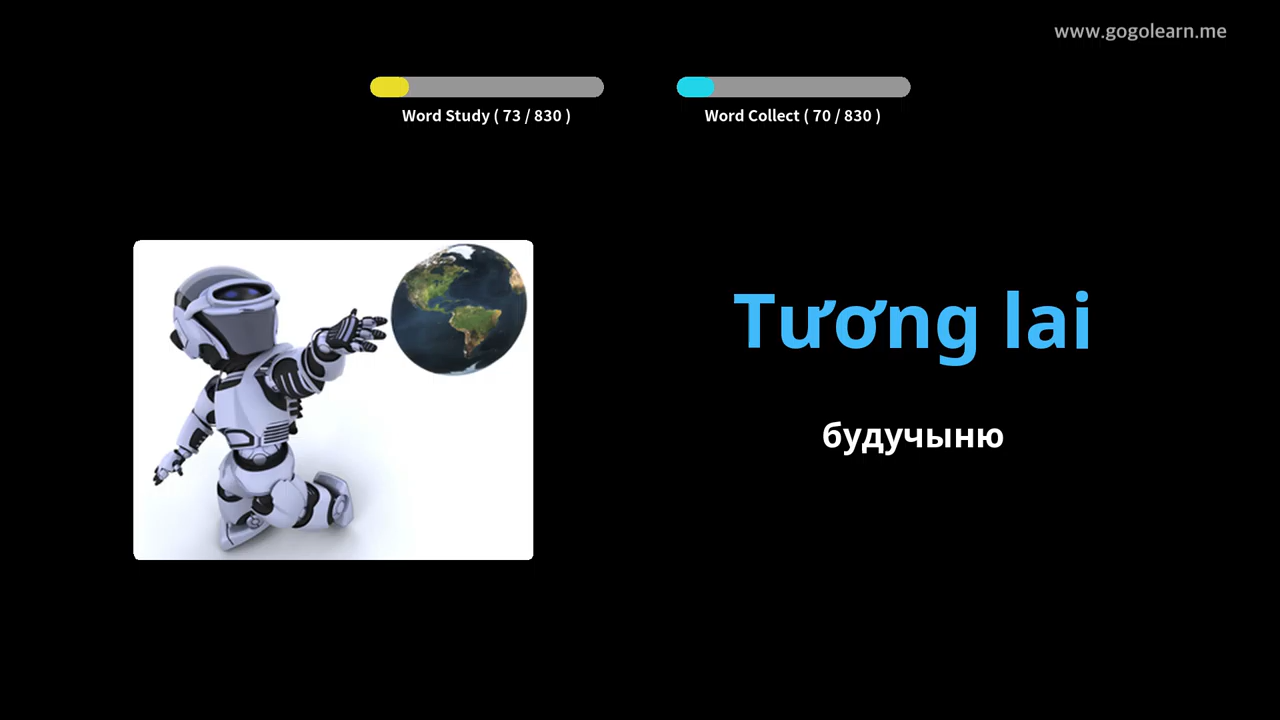 www.gogolearn.me
Word Study ( 73 / 830 )
Word Collect ( 70 / 830 )
Tương lai
будучыню